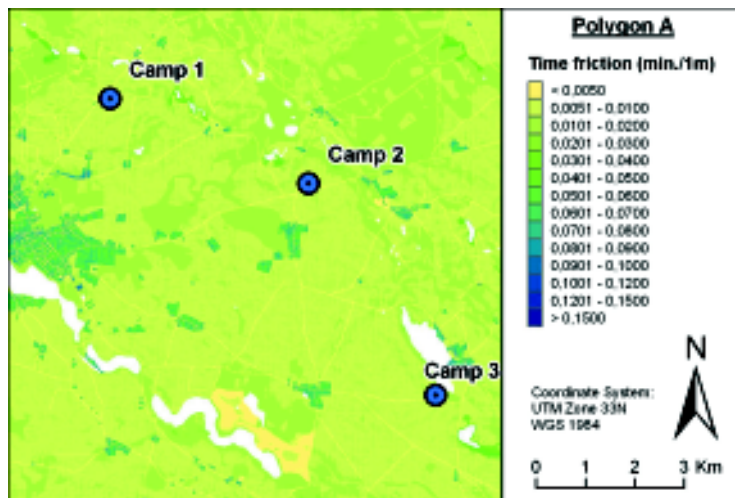 Camp 1
Camp 2
Camp 3
Polygon A
Time friction (min./1m)
< 0,0050
0,0051 - 0,0100
0,0101 - 0,0200
0,0201 - 0,0300
0,0301 - 0,0400
0,0401 - 0,0500
0,0501 - 0,0600
0,0601 - 0,0700
0,0701 - 0,0800
0,0801 - 0,0900
0,0901 - 0,1000
0,1001 - 0,1200
0,1201 - 0,1500
> 0,1500
N
Coordinate System:
UTM Zone 33N
WGS 1984
0 1 2 3 Km